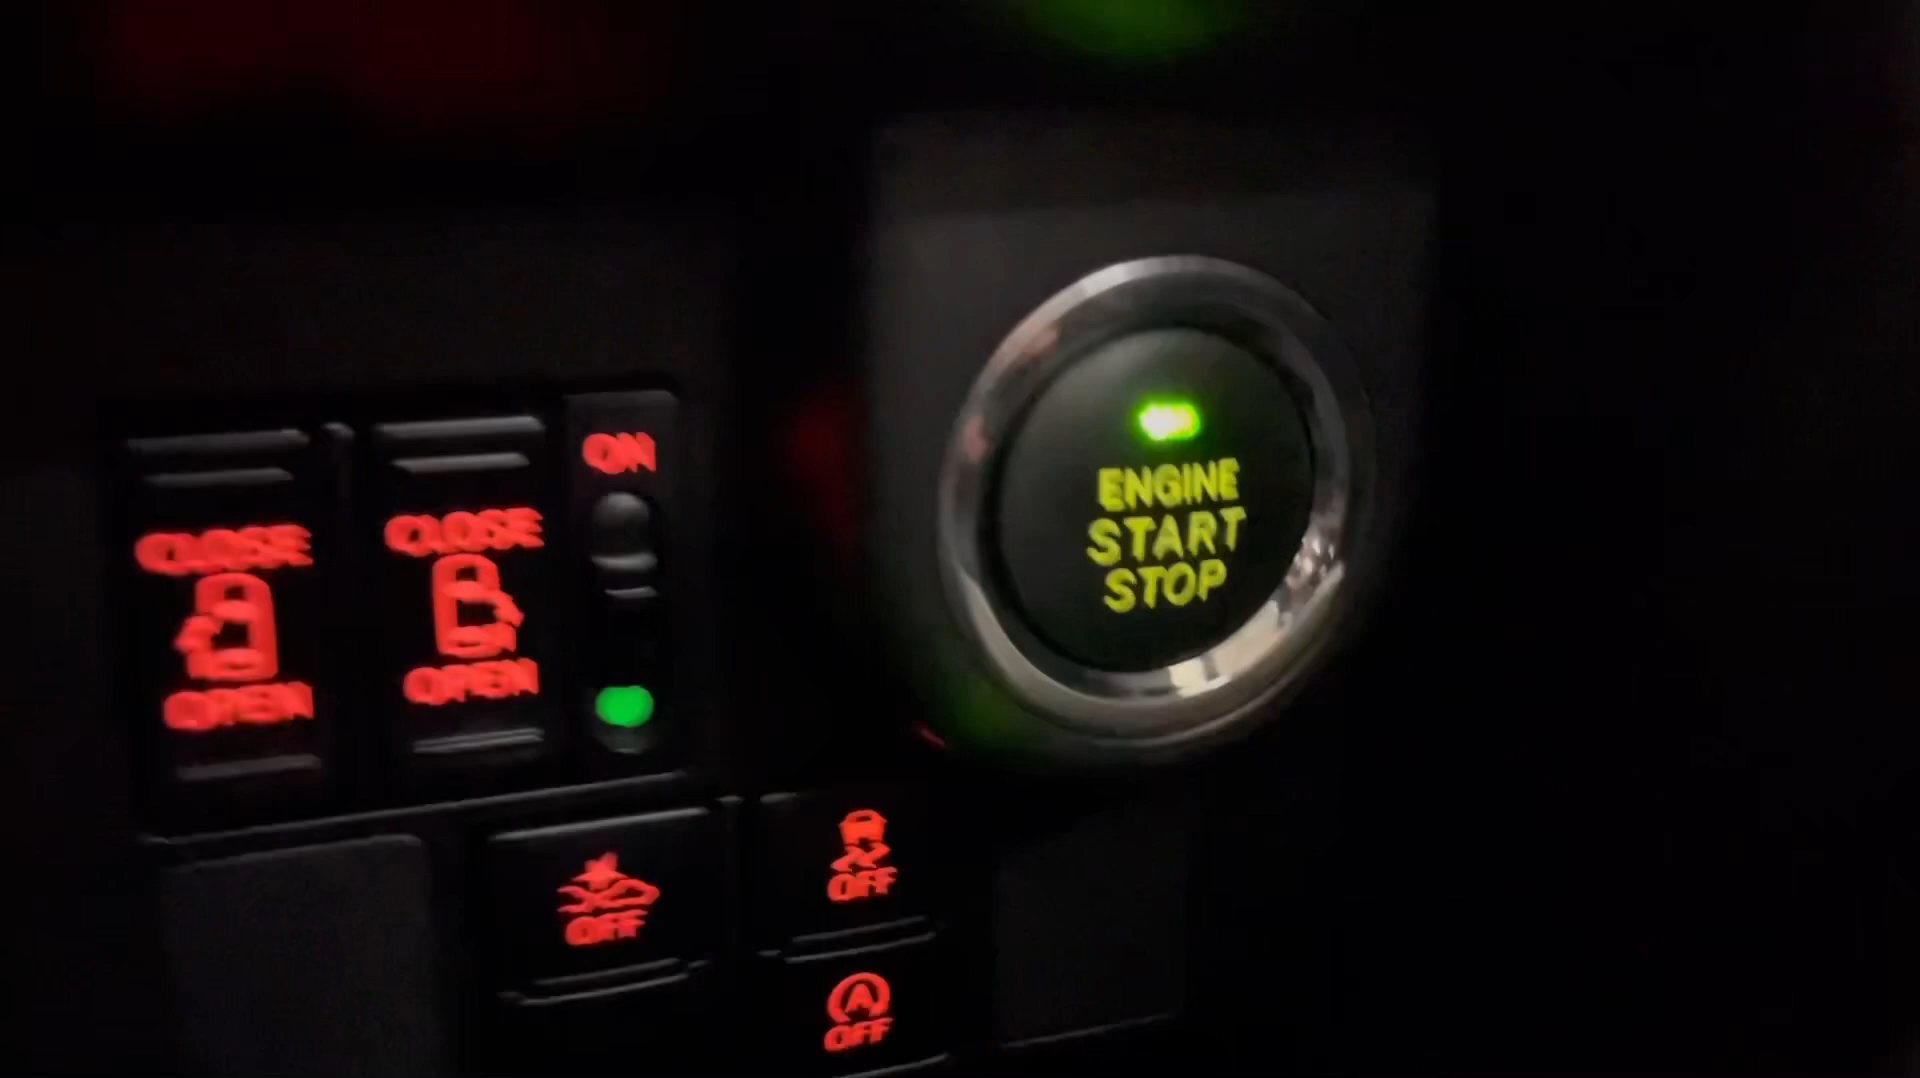 ON
CLOSE
CLOSE
OPEN
OPEN
ENGINE
START
STOP
OFF
OFF
A
OFF